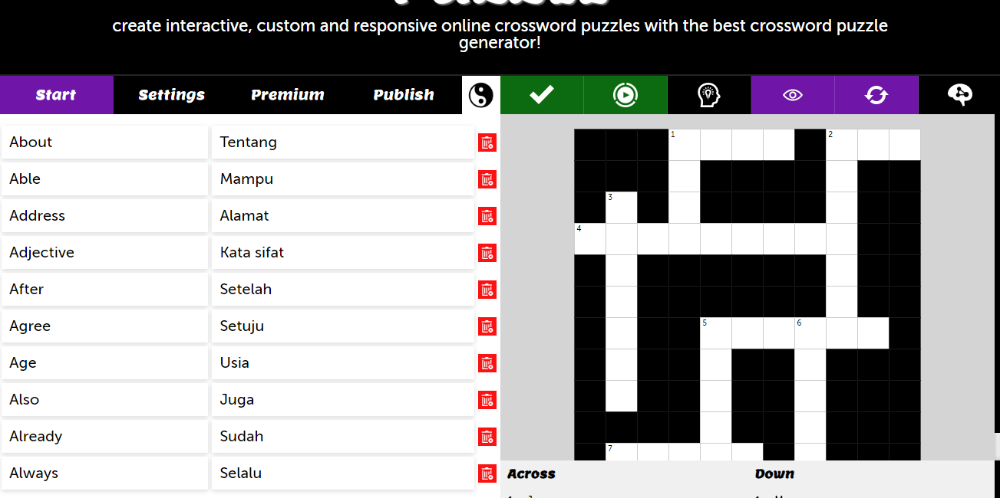 create interactive, custom and responsive online crossword puzzles with the best crossword puzzle
generator!
Start Settings Premium Publish
About Tentang
Able Mampu
Address Alamat
Adjective Kata sifat
After Setelah
Agree Setuju
Age Usia
Also Juga
Already Sudah
Always Selalu
1 2
3
4
5 6
7
Across Down